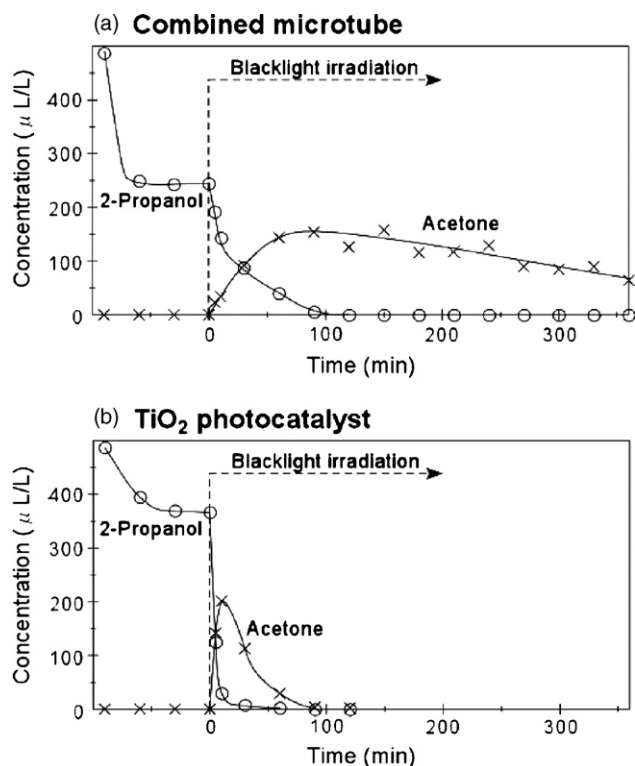 (a) Combined microtube
Blacklight irradiation
2-Propanol
Acetone
Concentration ( μ L/L)
400
300
200
100
0
0 100 200 300
Time (min)
(b) TiO₂ photocatalyst
Blacklight irradiation
2-Propanol
Acetone
Concentration ( μ L/L)
400
300
200
100
0
0 100 200 300
Time (min)